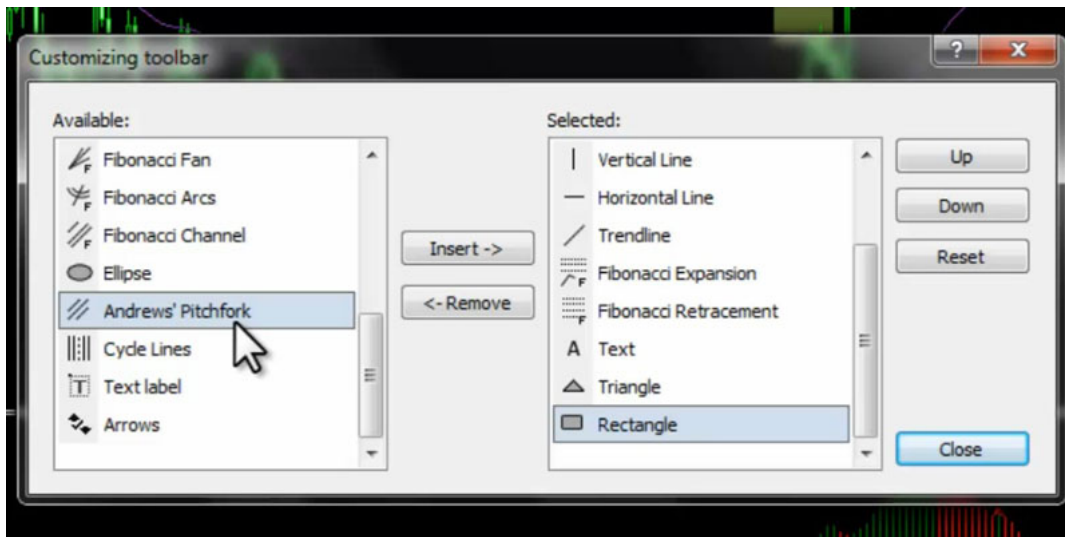 Customizing toolbar
Available:
Fibonacci Fan
Fibonacci Arcs
Fibonacci Channel
Ellipse
Andrews' Pitchfork
Cycle Lines
Text label
Arrows
Insert ->
<- Remove
Selected:
Vertical Line
Horizontal Line
Trendline
Fibonacci Expansion
Fibonacci Retracement
A Text
Triangle
Rectangle
Up
Down
Reset
Close